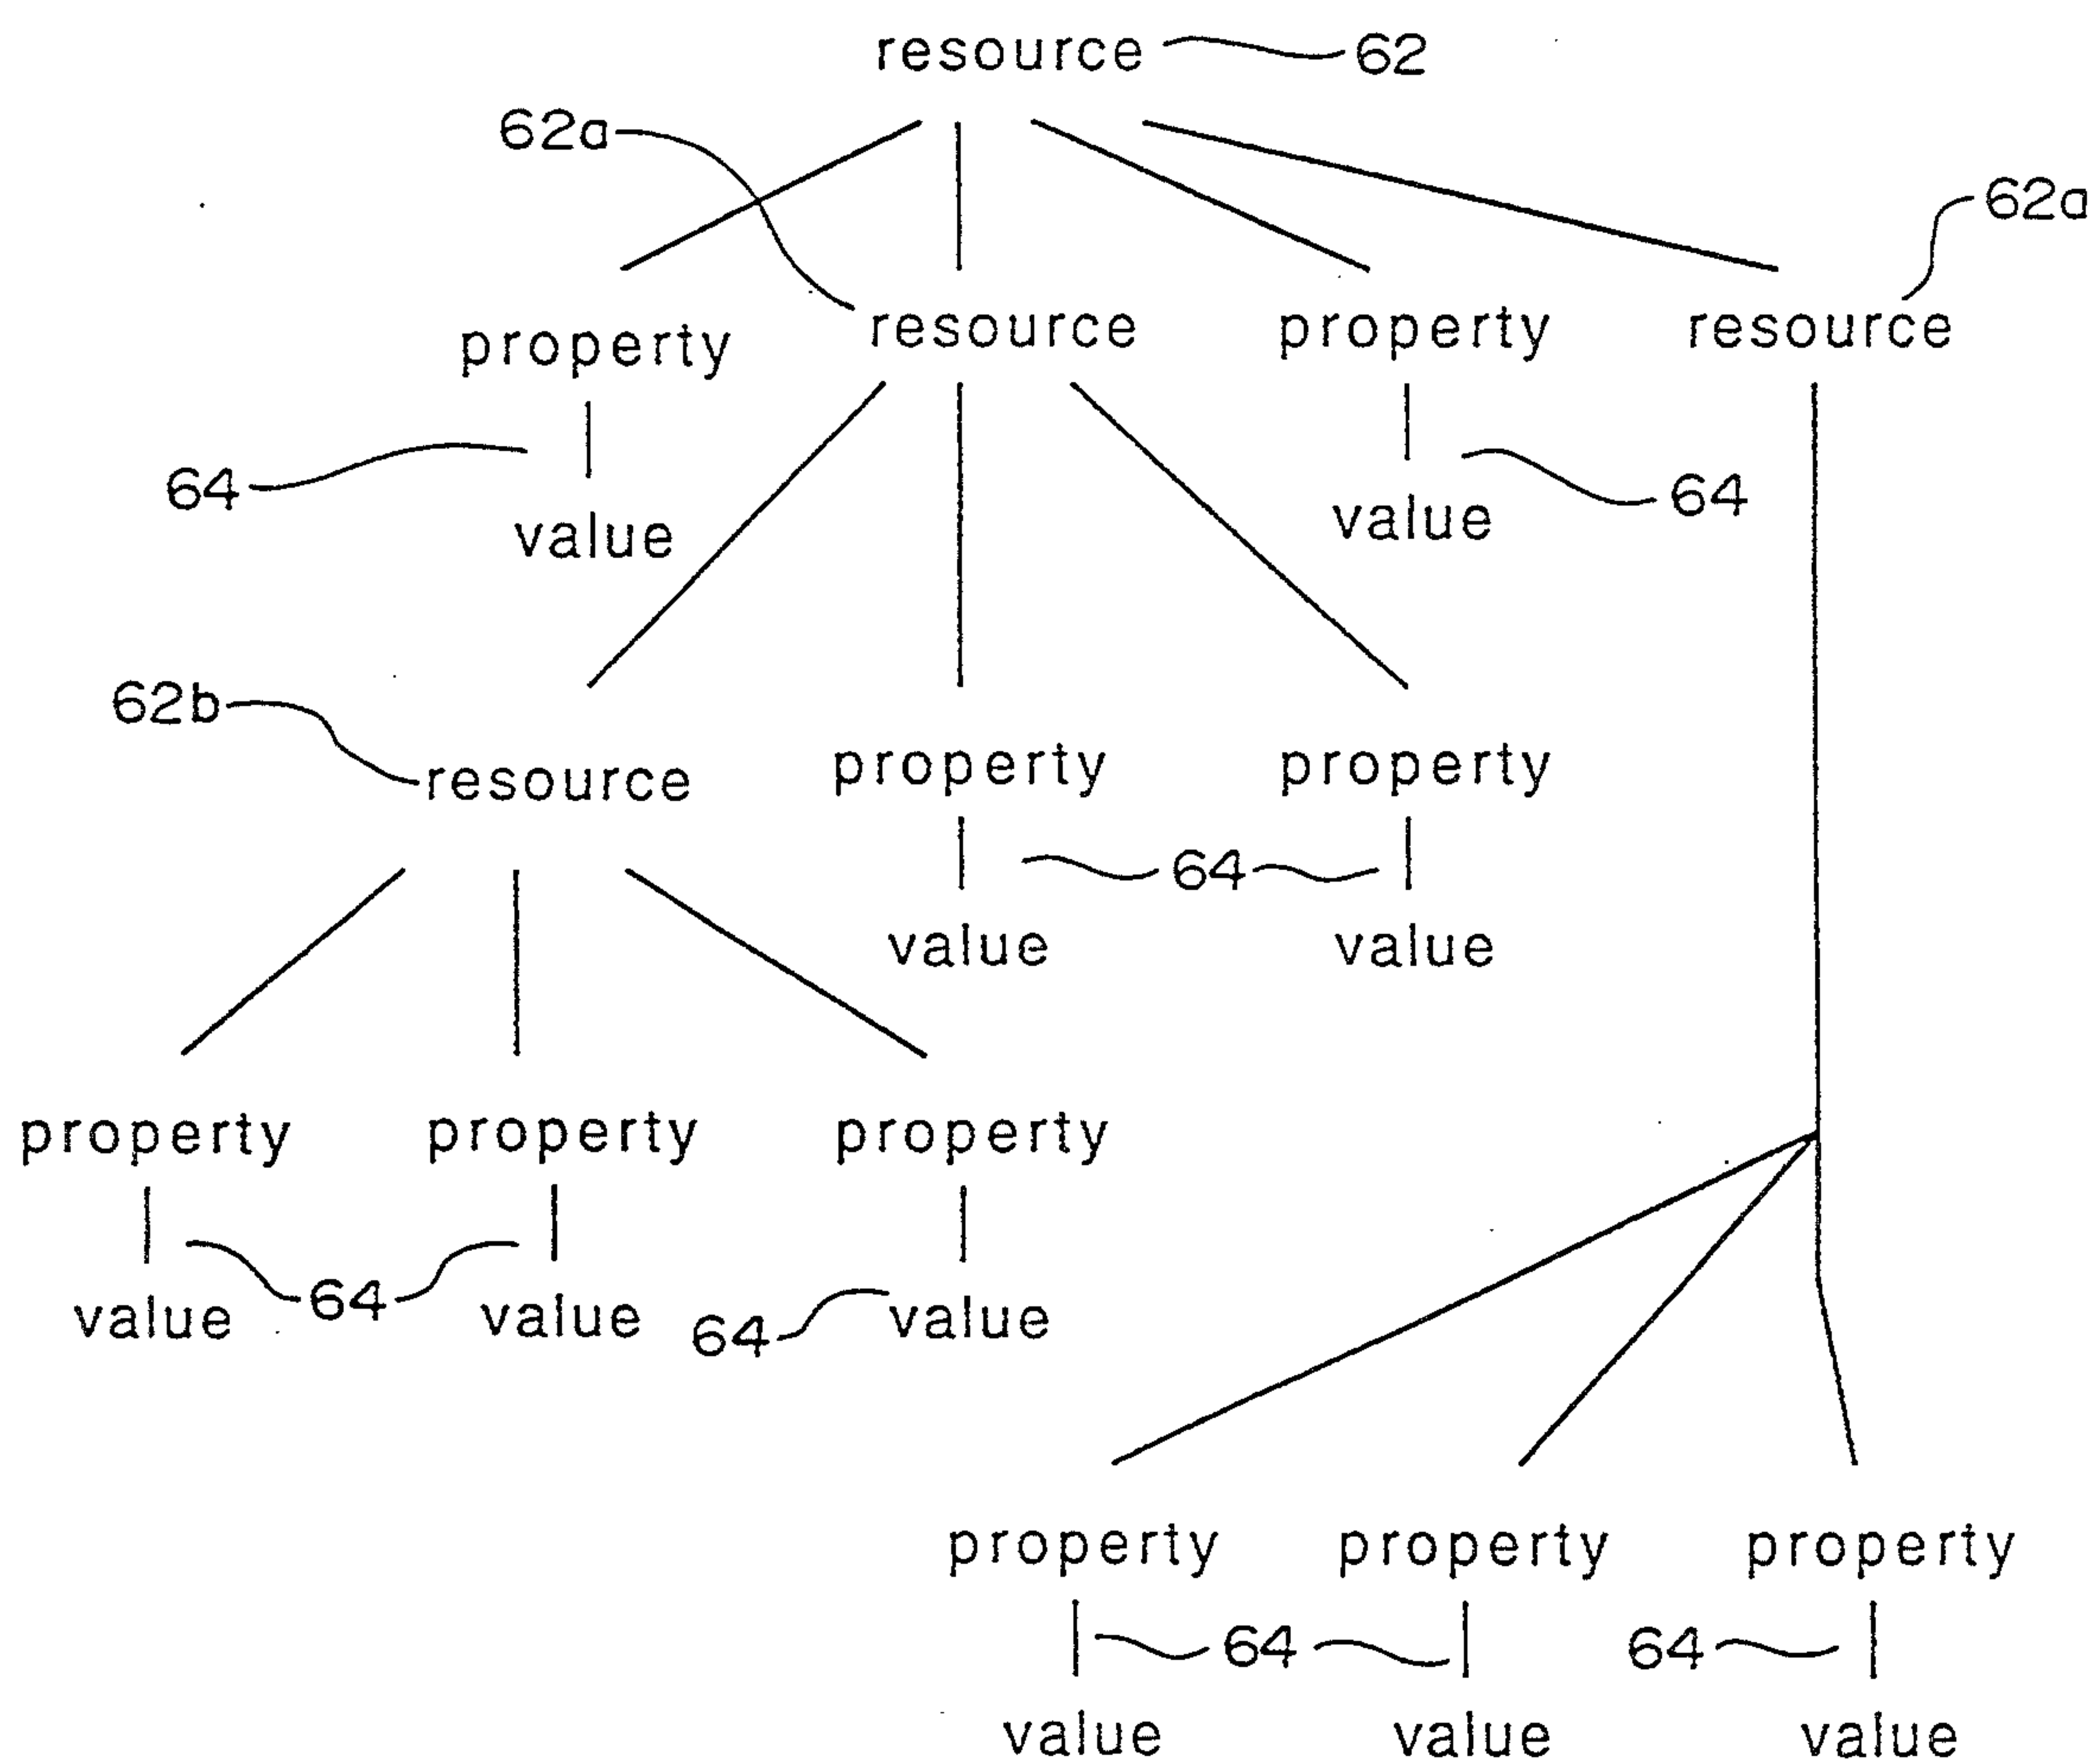 resource 62
62a
62a
property resource property resource
64 value value 64
62b
resource property property
64
value value
property property property
64
value value 64 value
property property property
64 64
value value value